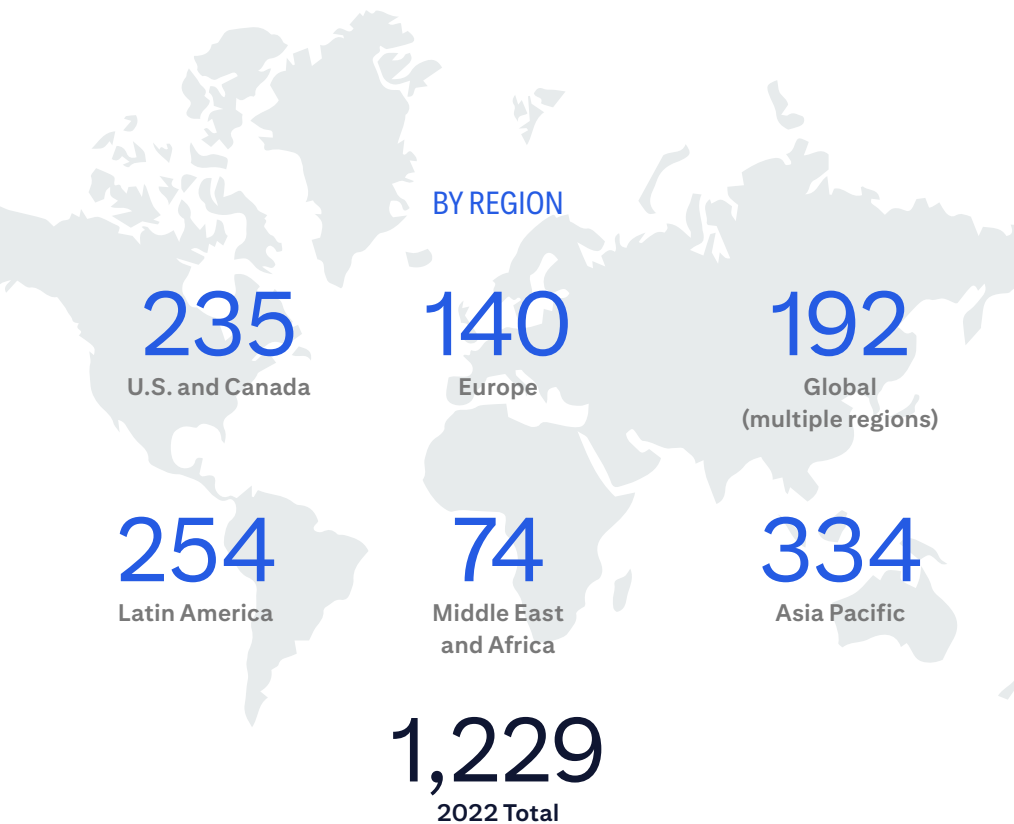 BY REGION
235
U.S. and Canada
140
Europe
192
Global
(multiple regions)
254
Latin America
74
Middle East
and Africa
334
Asia Pacific
1,229
2022 Total